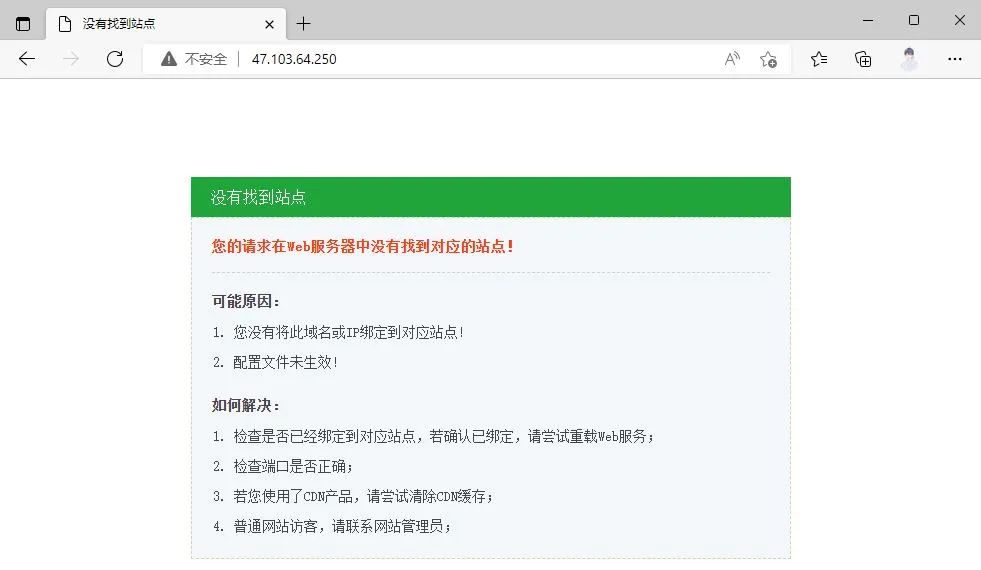 没有找到站点
不安全 47.103.64.250
没有找到站点
您的请求在Web服务器中没有找到对应的站点！
可能原因：
1. 您没有将此域名或IP绑定到对应站点！
2. 配置文件未生效！
如何解决：
1. 检查是否已经绑定到对应站点，若确认已绑定，请尝试重载Web服务；
2. 检查端口是否正确；
3. 若您使用了CDN产品，请尝试清除CDN缓存；
4. 普通网站访客，请联系网站管理员；